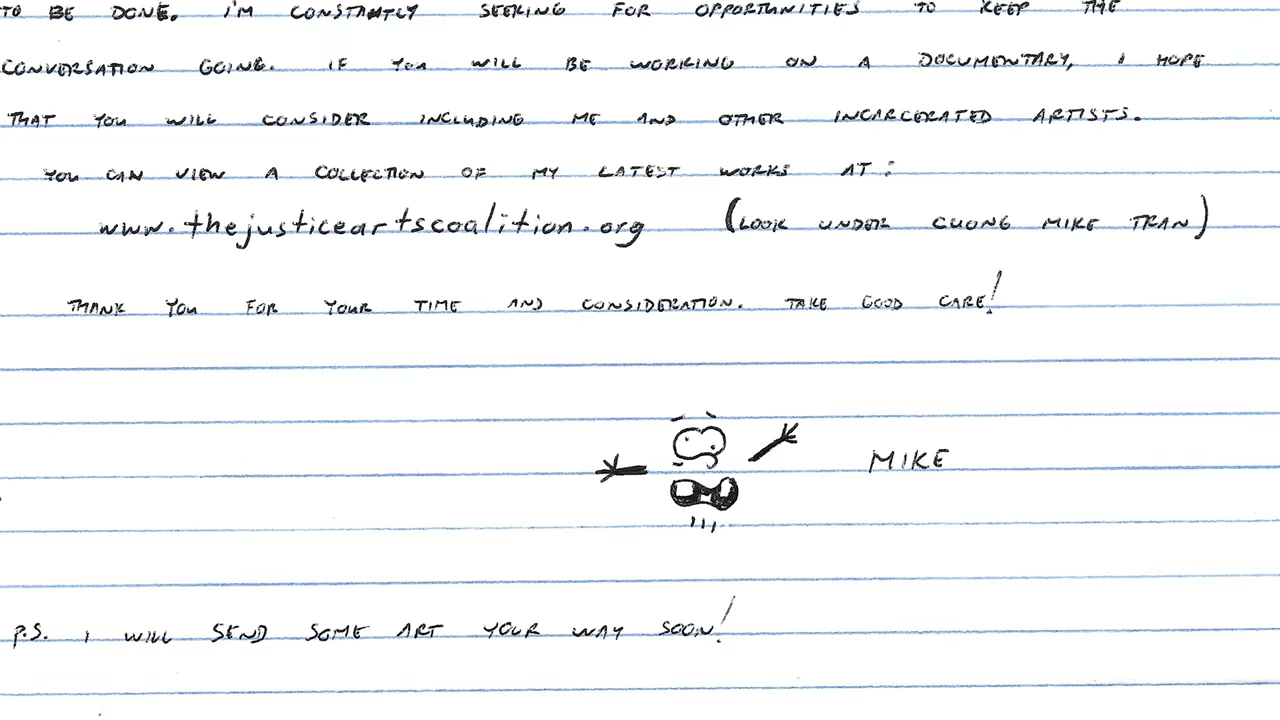 TO BE DONE. I'M CONSTANTLY SEEKING FOR OPPORTUNITIES TO KEEP THE
CONVERSATION GOING. IF YOU WILL BE WORKING ON A DOCUMENTARY, I HOPE
THAT YOU WILL CONSIDER INCLUDING ME AND OTHER INCARCERATED ARTISTS.
YOU CAN VIEW A COLLECTION OF MY LATEST WORKS AT:
www.thejusticeartscoalition.org (LOOK UNDER CUONG MIKE TRAN)
THANK YOU FOR YOUR TIME AND CONSIDERATION. TAKE GOOD CARE!
MIKE
P.S. I WILL SEND SOME ART YOUR WAY SOON!